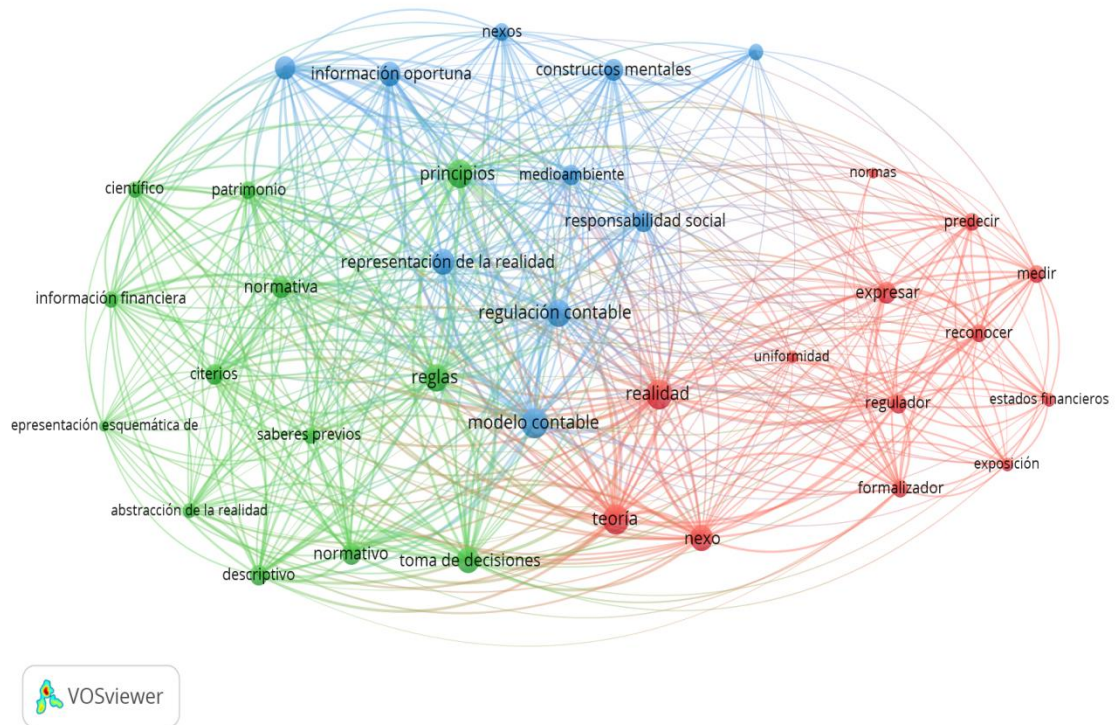 nexos
información oportuna
constructos mentales
principios
medioambiente
normas
científico
patrimonio
responsabilidad social
predecir
representación de la realidad
medir
normativa
información financiera
expresar
regulación contable
reconocer
uniformidad
citerios
reglas
realidad
estados financieros
regulador
epresentación esquemática de
modelo contable
saberes previos
exposición
formalizador
abstracción de la realidad
teoría
nexo
normativo
toma de decisiones
descriptivo
VOSviewer